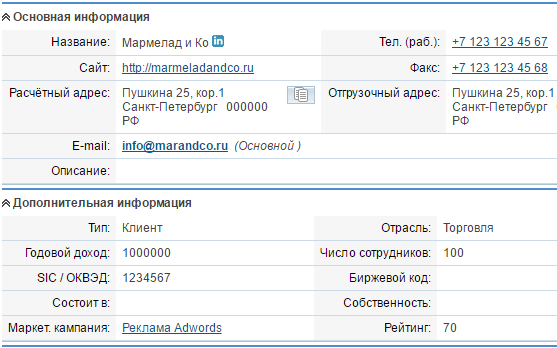 Основная информация
Название: Мармелад и Ко Тел. (раб.): +7 123 123 45 67
Сайт: http://marmeladandco.ru Факс: +7 123 123 45 68
Расчётный адрес: Пушкина 25, кор.1 Отгрузочный адрес: Пушкина 25, кор.1
Санкт-Петербург 000000 Санкт-Петербург 0000
РФ РФ
E-mail: info@marandco.ru (Основной )
Описание:
Дополнительная информация
Тип: Клиент Отрасль: Торговля
Годовой доход: 1000000 Число сотрудников: 100
SIC / ОКВЭД: 1234567 Биржевой код:
Состоит в: Собственность:
Маркет. кампания: Реклама Adwords Рейтинг: 70